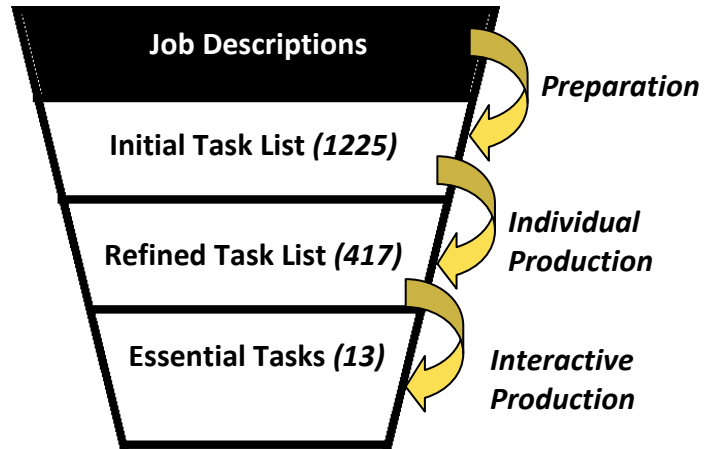 Job Descriptions
Preparation
Initial Task List (1225)
Individual
Production
Refined Task List (417)
Essential Tasks (13)
Interactive
Production